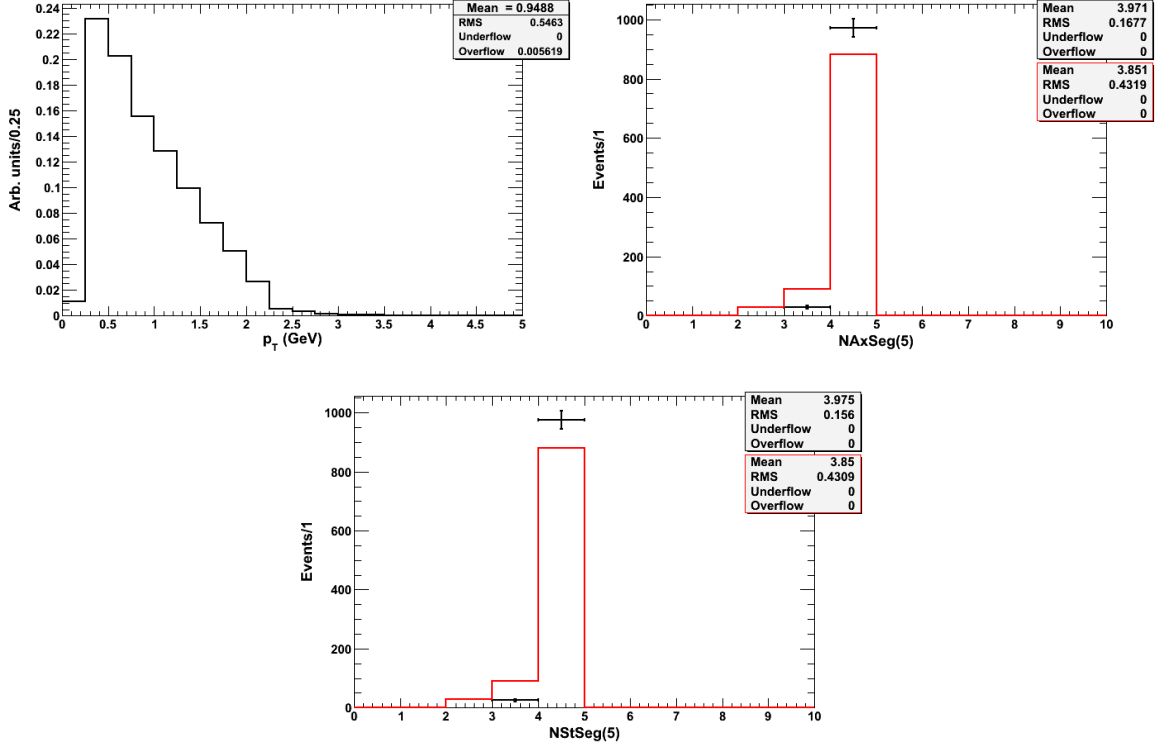 Mean = 0.9488
RMS 0.5463
Underflow 0
Overflow 0.005619
Arb. units/0.25
0.24
0.22
0.2
0.18
0.16
0.14
0.12
0.1
0.08
0.06
0.04
0.02
0
0 0.5 1 1.5 2 2.5 3 3.5 4 4.5 5
pT (GeV)
Mean 3.971
RMS 0.1677
Underflow 0
Overflow 0
Mean 3.851
RMS 0.4319
Underflow 0
Overflow 0
Events/1
1000
800
600
400
200
0
0 1 2 3 4 5 6 7 8 9 10
NAxSeg(5)
Mean 3.975
RMS 0.156
Underflow 0
Overflow 0
Mean 3.85
RMS 0.4309
Underflow 0
Overflow 0
Events/1
1000
800
600
400
200
0
0 1 2 3 4 5 6 7 8 9 10
NStSeg(5)